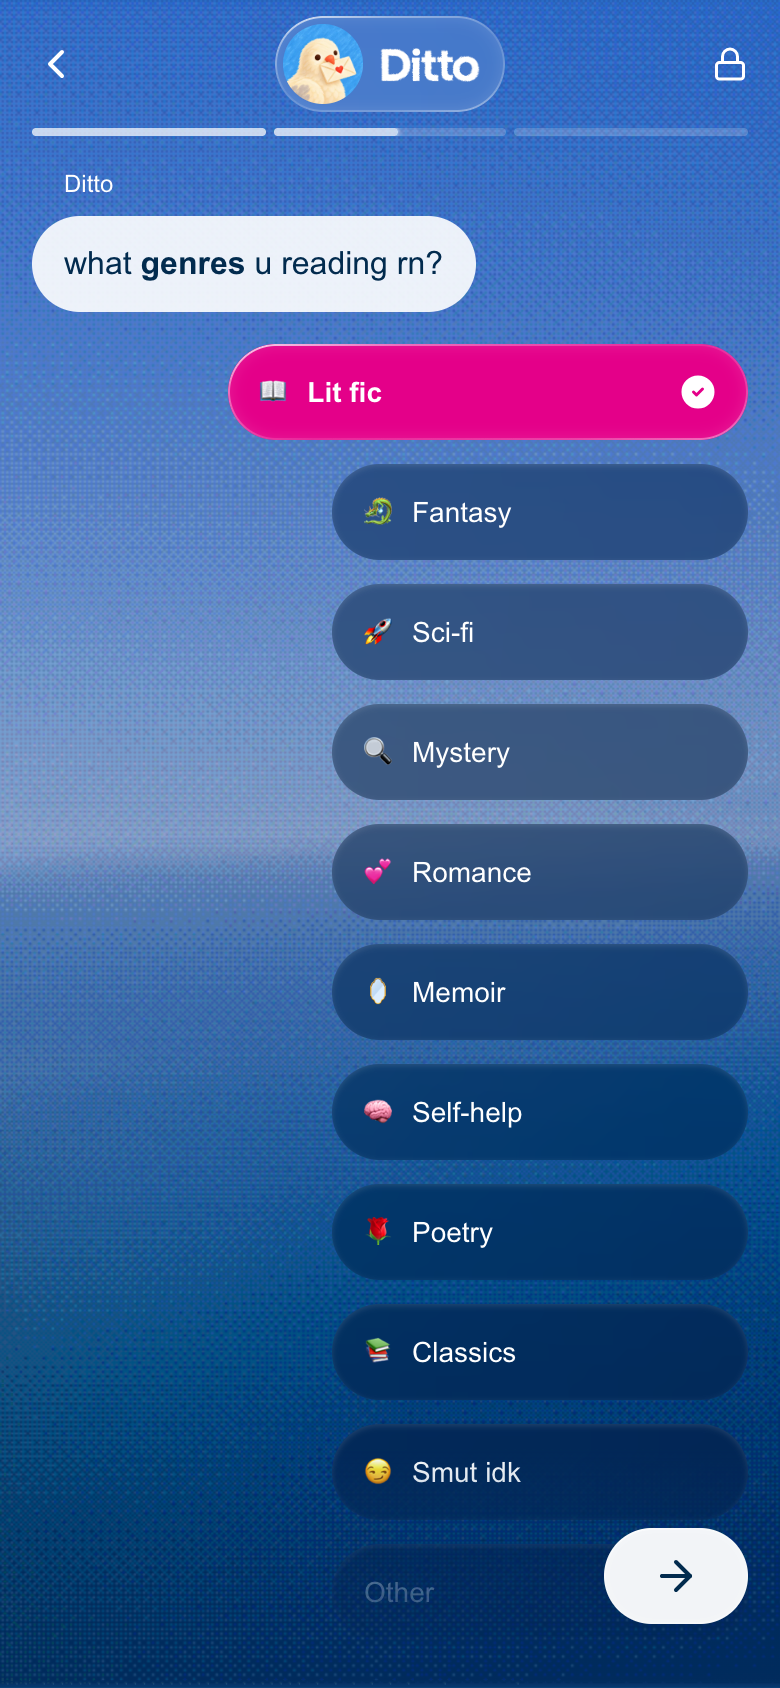 Ditto
Ditto
what genres u reading rn?
Lit fic
Fantasy
Sci-fi
Mystery
Romance
Memoir
Self-help
Poetry
Classics
Smut idk
Other